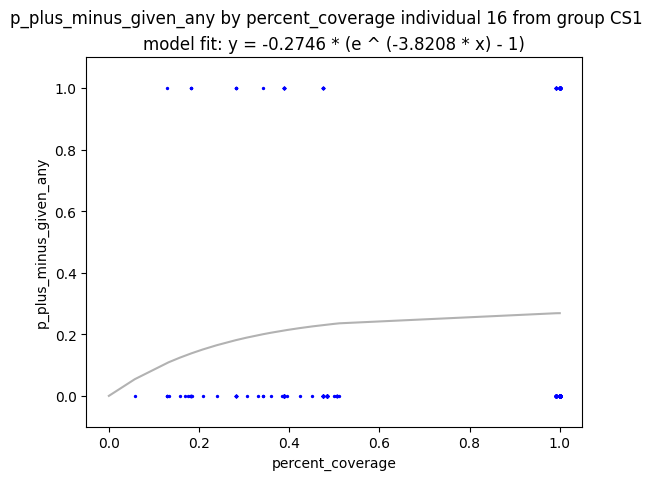 p_plus_minus_given_any by percent_coverage individual 16 from group CS1
model fit: y = -0.2746 * (e ^ (-3.8208 * x) - 1)
1.0
0.8
0.6
0.4
0.2
0.0
p_plus_minus_given_any
0.0 0.2 0.4 0.6 0.8 1.0
percent_coverage